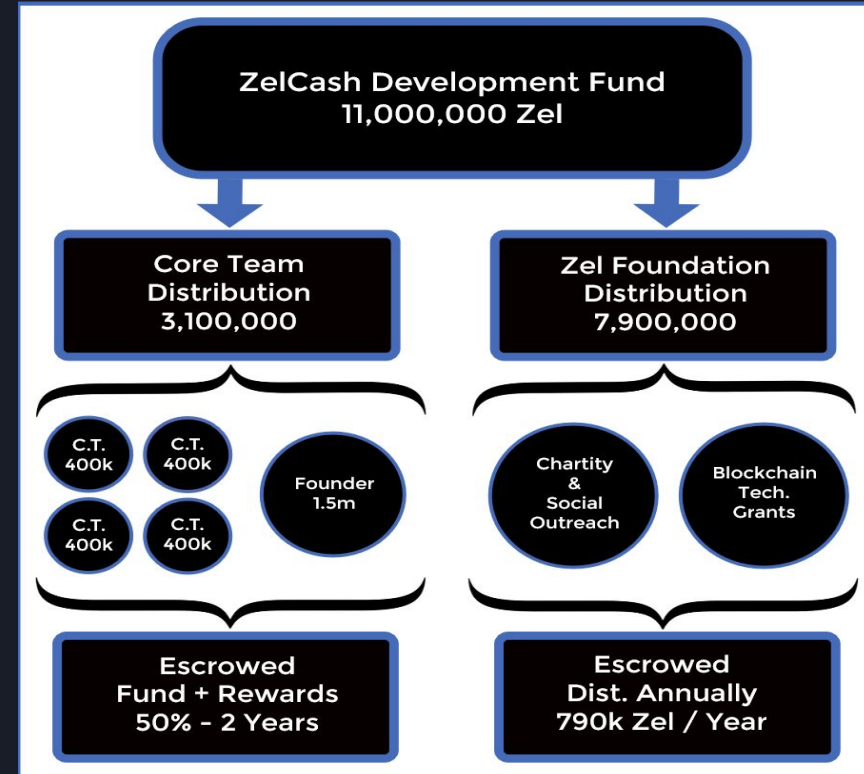 ZelCash Development Fund
11,000,000 Zel
Core Team
Distribution
3,100,000
Zel Foundation
Distribution
7,900,000
C.T.
400k
C.T.
400k
C.T.
400k
C.T.
400k
Founder
1.5m
Chartity
&
Social
Outreach
Blockchain
Tech.
Grants
Escrowed
Fund + Rewards
50% - 2 Years
Escrowed
Dist. Annually
790k Zel / Year